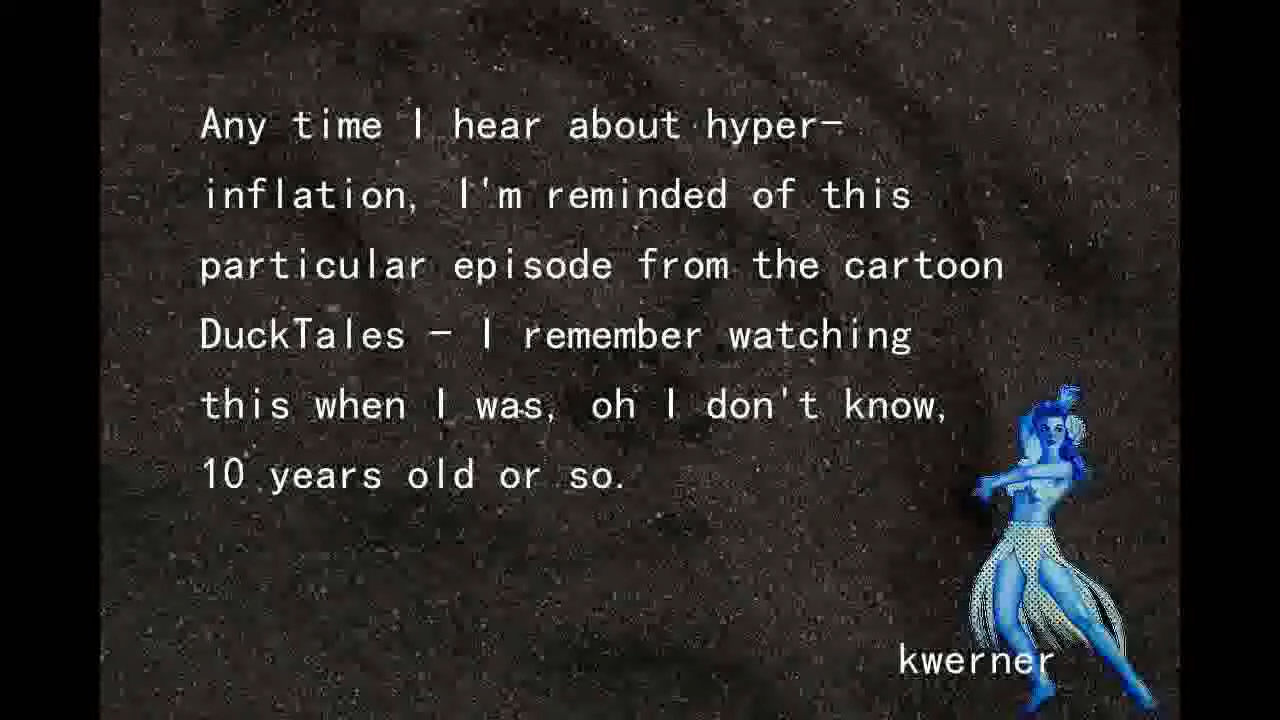 Any time I hear about hyper-
inflation, I'm reminded of this
particular episode from the cartoon
DuckTales - I remember watching
this when I was, oh I don't know,
10 years old or so.
kwerner